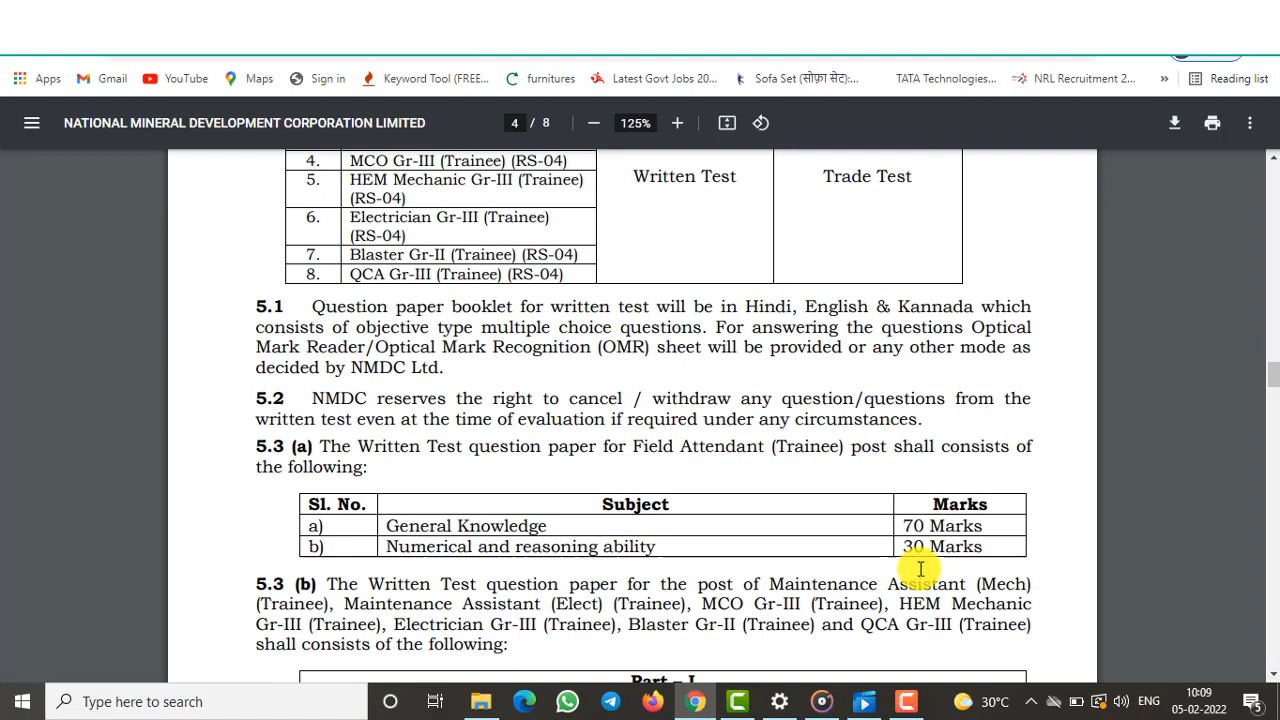 Apps Gmail YouTube Maps Sign in Keyword Tool (FREE... furnitures Latest Govt Jobs 20... Sofa Set (सोफ़ा सेट):... TATA Technologies... NRL Recruitment 2... » Reading list
NATIONAL MINERAL DEVELOPMENT CORPORATION LIMITED 4 / 8 125%
4. MCO Gr-III (Trainee) (RS-04)
5. HEM Mechanic Gr-III (Trainee) Written Test Trade Test
(RS-04)
6. Electrician Gr-III (Trainee)
(RS-04)
7. Blaster Gr-II (Trainee) (RS-04)
8. QCA Gr-III (Trainee) (RS-04)
5.1 Question paper booklet for written test will be in Hindi, English & Kannada which
consists of objective type multiple choice questions. For answering the questions Optical
Mark Reader/Optical Mark Recognition (OMR) sheet will be provided or any other mode as
decided by NMDC Ltd.
5.2 NMDC reserves the right to cancel / withdraw any question/questions from the
written test even at the time of evaluation if required under any circumstances.
5.3 (a) The Written Test question paper for Field Attendant (Trainee) post shall consists of
the following:
Sl. No. Subject Marks
a) General Knowledge 70 Marks
b) Numerical and reasoning ability 30 Marks
5.3 (b) The Written Test question paper for the post of Maintenance Assistant (Mech)
(Trainee), Maintenance Assistant (Elect) (Trainee), MCO Gr-III (Trainee), HEM Mechanic
Gr-III (Trainee), Electrician Gr-III (Trainee), Blaster Gr-II (Trainee) and QCA Gr-III (Trainee)
shall consists of the following:
Part – I
Type here to search 30°C ENG 10:09
05-02-2022 5